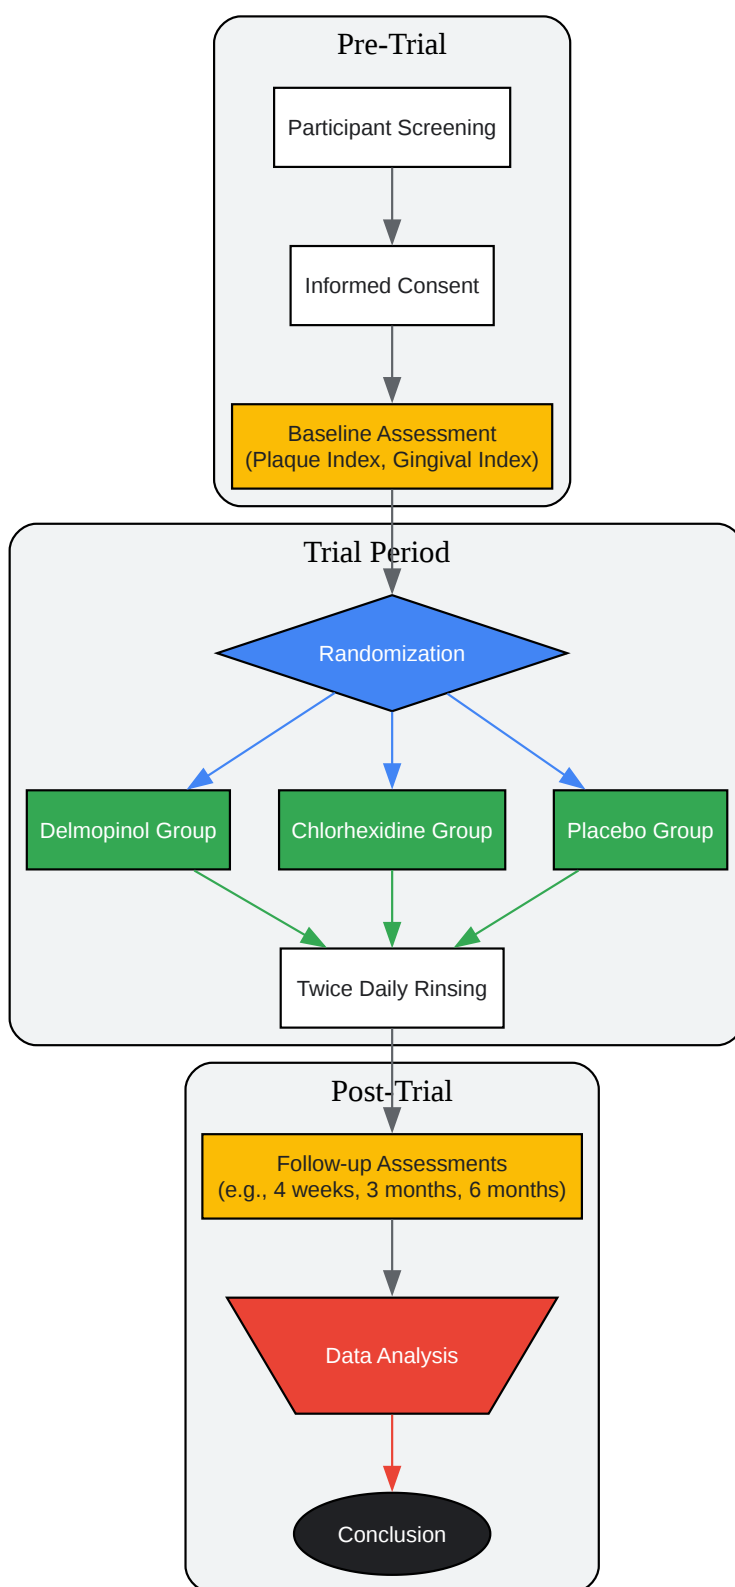 Pre-Trial
Participant Screening
Informed Consent
Baseline Assessment
(Plaque Index, Gingival Index)
Trial Period
Randomization
Delmopinol Group
Chlorhexidine Group
Placebo Group
Twice Daily Rinsing
Post-Trial
Follow-up Assessments
(e.g., 4 weeks, 3 months, 6 months)
Data Analysis
Conclusion